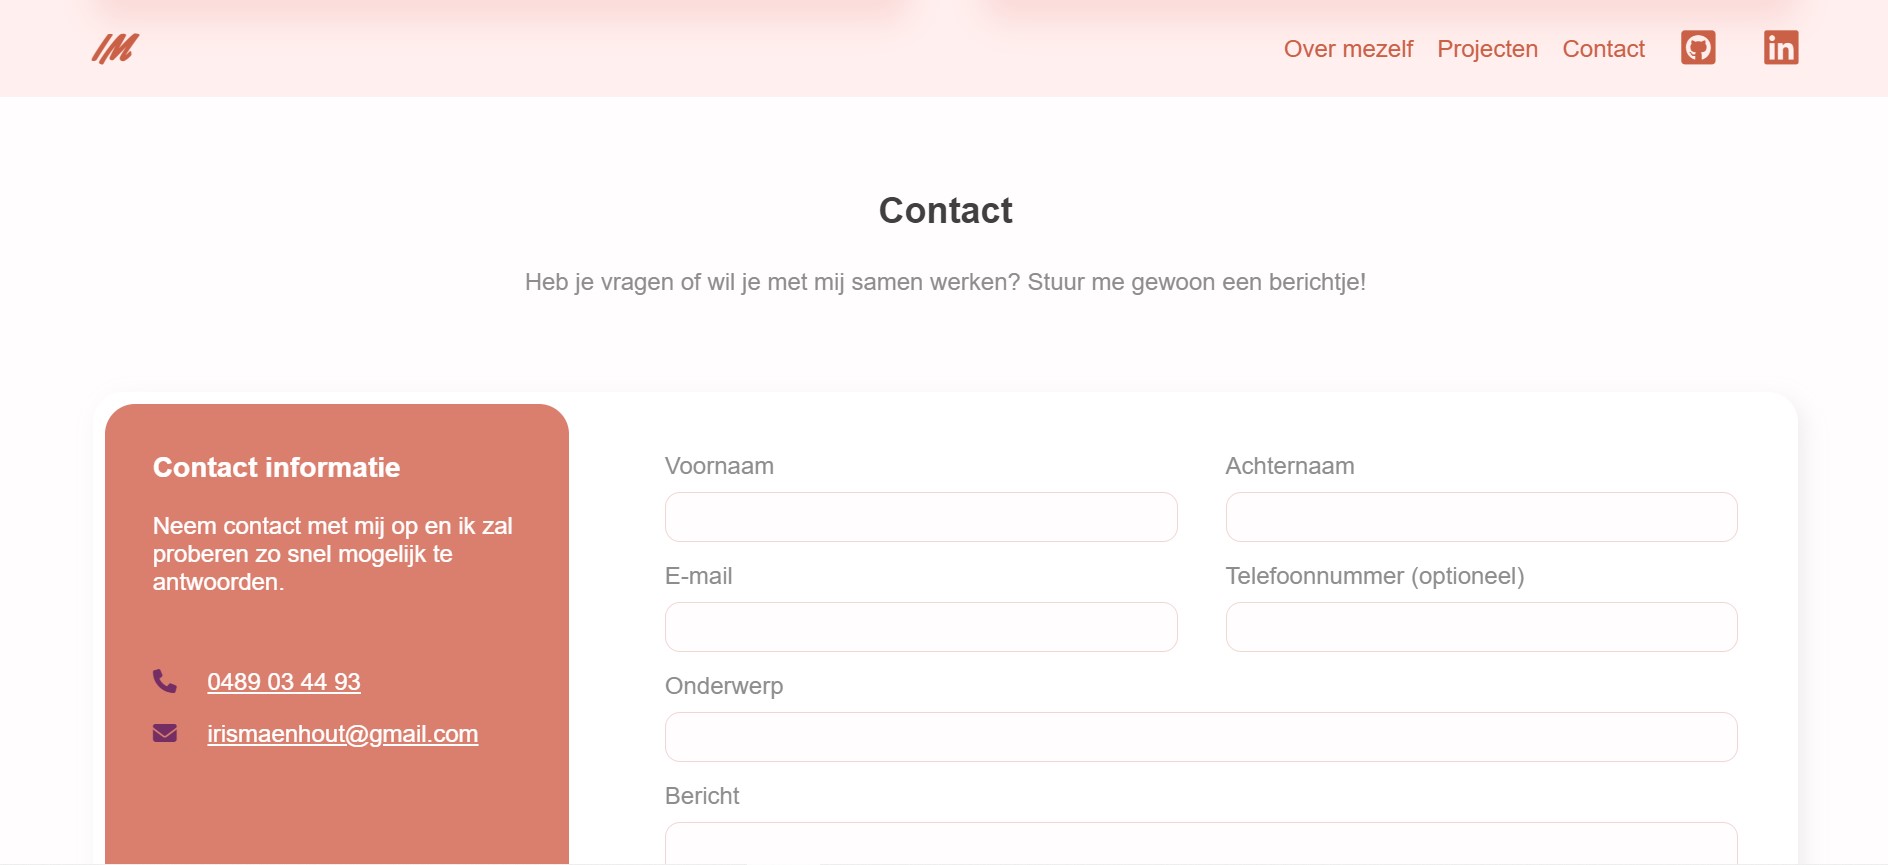 Over mezelf Projecten Contact
Contact
Heb je vragen of wil je met mij samen werken? Stuur me gewoon een berichtje!
Contact informatie
Neem contact met mij op en ik zal
proberen zo snel mogelijk te
antwoorden.
0489 03 44 93
irismaenhout@gmail.com
Voornaam
Achternaam
E-mail
Telefoonnummer (optioneel)
Onderwerp
Bericht